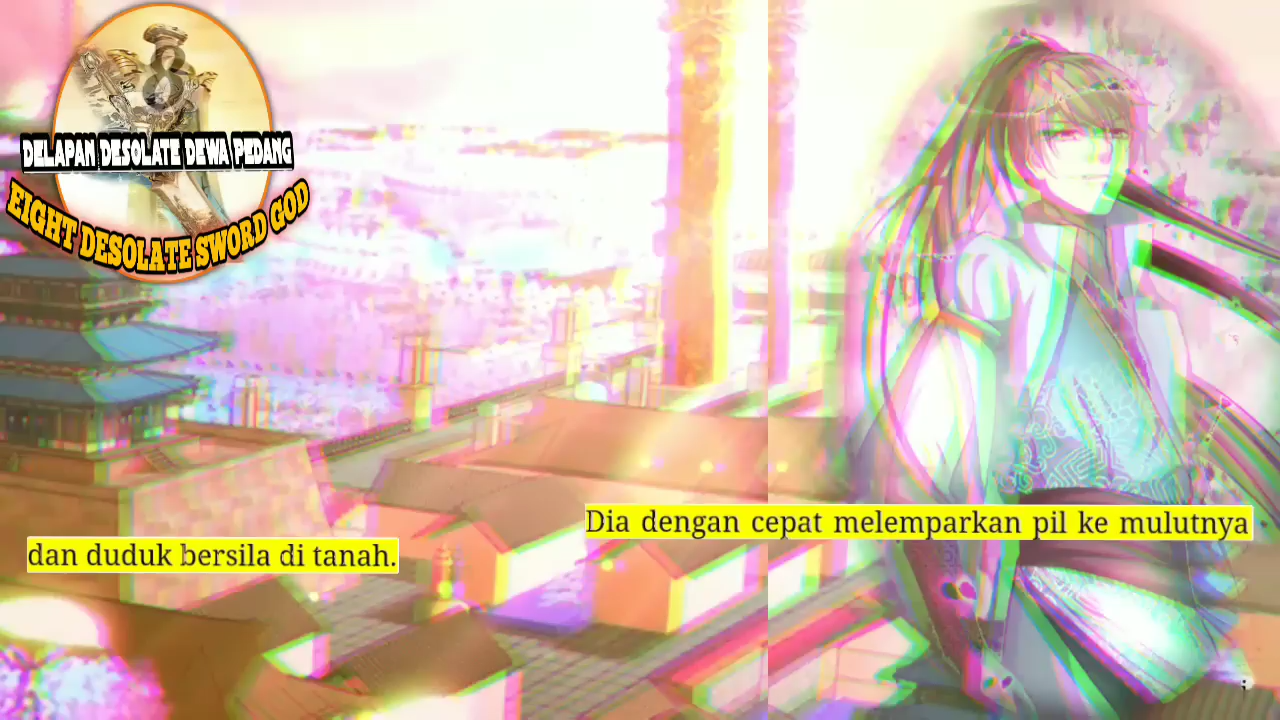 8
DELAPAN DESOLATE DEWA PEDANG
EIGHT DESOLATE SWORD GOD
Dia dengan cepat melemparkan pil ke mulutnya
dan duduk bersila di tanah.